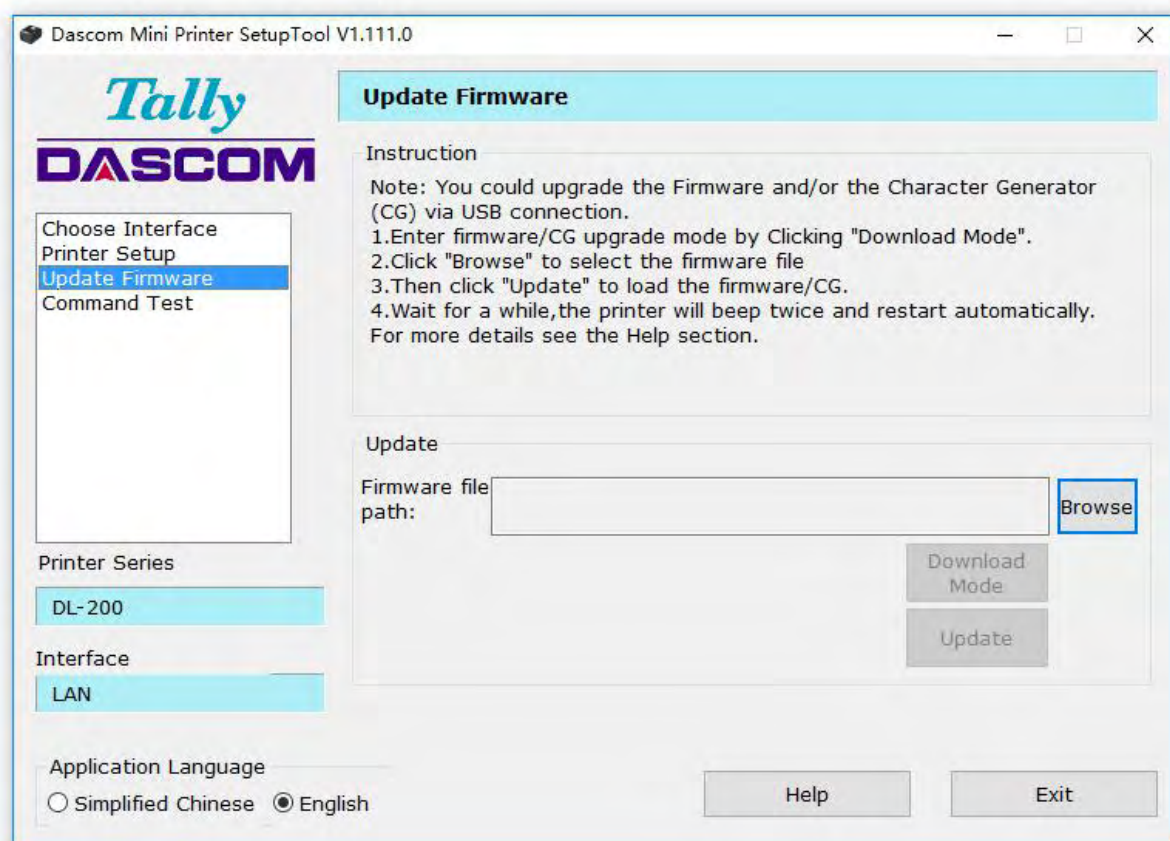 Dascom Mini Printer SetupTool V1.111.0
Tally
DASCOM
Choose Interface
Printer Setup
Update Firmware
Command Test
Printer Series
DL-200
Interface
LAN
Application Language
Simplified Chinese
English
Update Firmware
Instruction
Note: You could upgrade the Firmware and/or the Character Generator
(CG) via USB connection.
1.Enter firmware/CG upgrade mode by Clicking "Download Mode".
2.Click "Browse" to select the firmware file
3.Then click "Update" to load the firmware/CG.
4.Wait for a while,the printer will beep twice and restart automatically.
For more details see the Help section.
Update
Firmware file
path:
Browse
Download
Mode
Update
Help
Exit